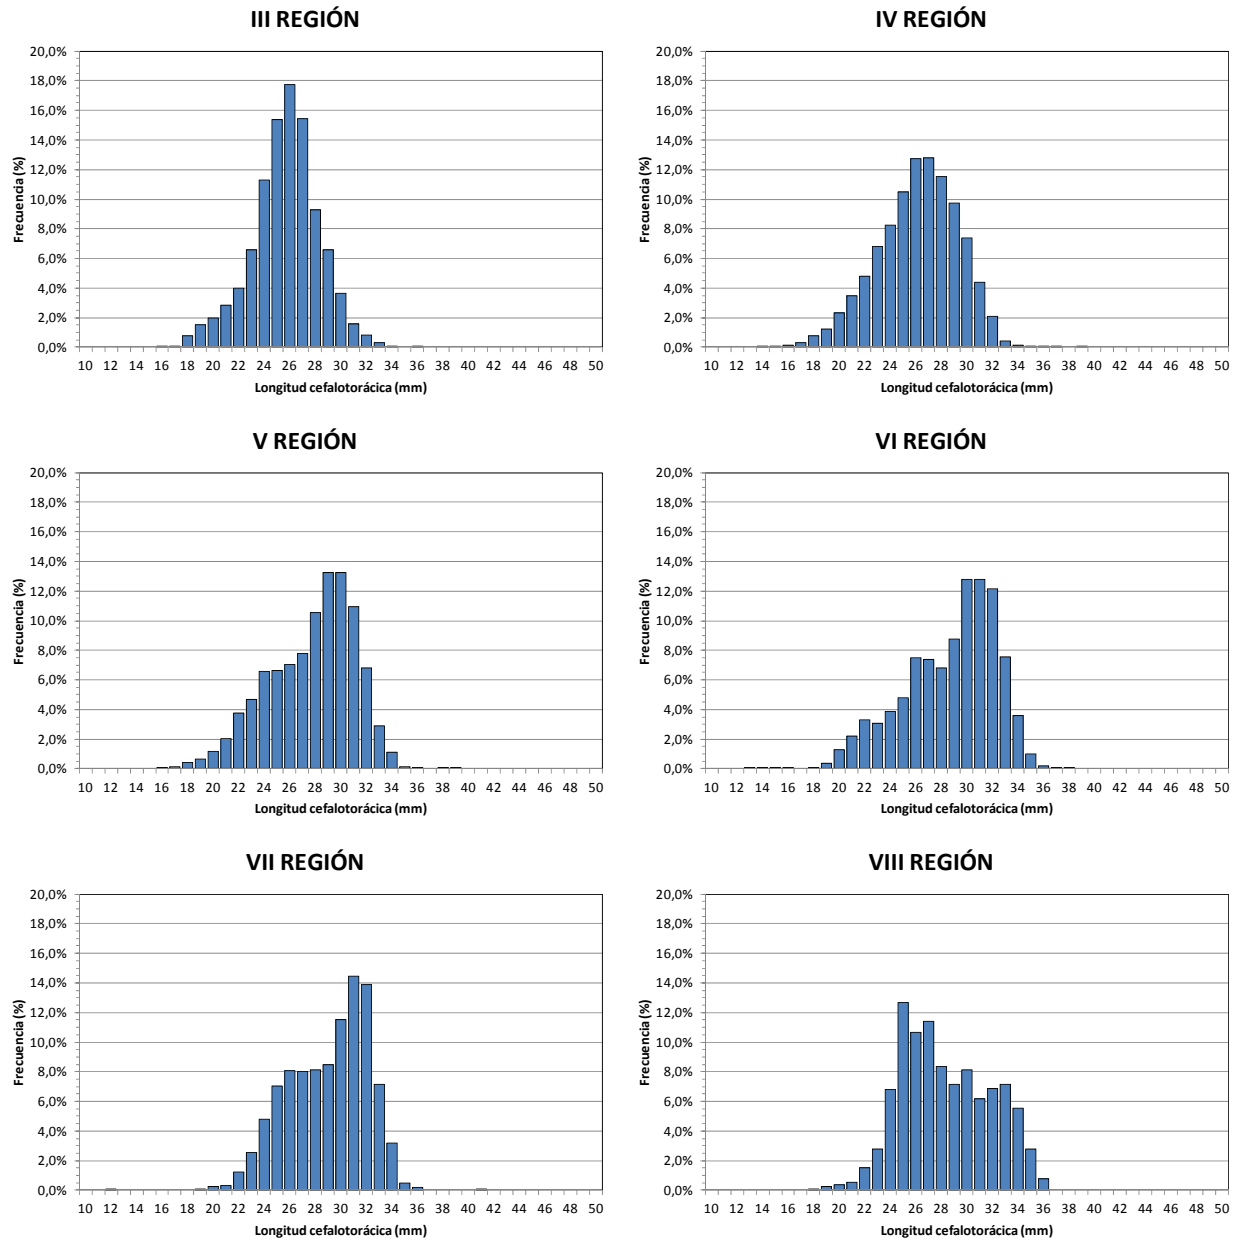 III REGIÓN
20,0%
18,0%
16,0%
14,0%
12,0%
10,0%
8,0%
6,0%
4,0%
2,0%
0,0%
Frecuencia (%)
10 12 14 16 18 20 22 24 26 28 30 32 34 36 38 40 42 44 46 48 50
Longitud cefalotorácica (mm)
IV REGIÓN
20,0%
18,0%
16,0%
14,0%
12,0%
10,0%
8,0%
6,0%
4,0%
2,0%
0,0%
Frecuencia (%)
10 12 14 16 18 20 22 24 26 28 30 32 34 36 38 40 42 44 46 48 50
Longitud cefalotorácica (mm)
V REGIÓN
20,0%
18,0%
16,0%
14,0%
12,0%
10,0%
8,0%
6,0%
4,0%
2,0%
0,0%
Frecuencia (%)
10 12 14 16 18 20 22 24 26 28 30 32 34 36 38 40 42 44 46 48 50
Longitud cefalotorácica (mm)
VI REGIÓN
20,0%
18,0%
16,0%
14,0%
12,0%
10,0%
8,0%
6,0%
4,0%
2,0%
0,0%
Frecuencia (%)
10 12 14 16 18 20 22 24 26 28 30 32 34 36 38 40 42 44 46 48 50
Longitud cefalotorácica (mm)
VII REGIÓN
20,0%
18,0%
16,0%
14,0%
12,0%
10,0%
8,0%
6,0%
4,0%
2,0%
0,0%
Frecuencia (%)
10 12 14 16 18 20 22 24 26 28 30 32 34 36 38 40 42 44 46 48 50
Longitud cefalotorácica (mm)
VIII REGIÓN
20,0%
18,0%
16,0%
14,0%
12,0%
10,0%
8,0%
6,0%
4,0%
2,0%
0,0%
Frecuencia (%)
10 12 14 16 18 20 22 24 26 28 30 32 34 36 38 40 42 44 46 48 50
Longitud cefalotorácica (mm)